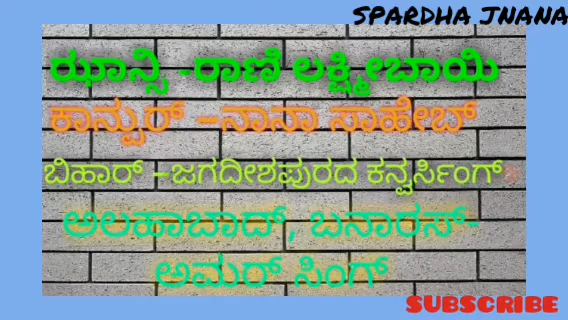 SPARDHA JNANA
ಝಾನ್ಸಿ -ರಾಣಿ ಲಕ್ಷ್ಮೀಬಾಯಿ
ಕಾನ್ಪುರ್ -ನಾನಾ ಸಾಹೇಬ್
ಬಿಹಾರ್ -ಜಗದೀಶಪುರದ ಕನ್ವರ್ಸಿಂಗ್
ಅಲಹಾಬಾದ್, ಬನಾರಸ್-
ಅಮರ್ ಸಿಂಗ್
SUBSCRIBE